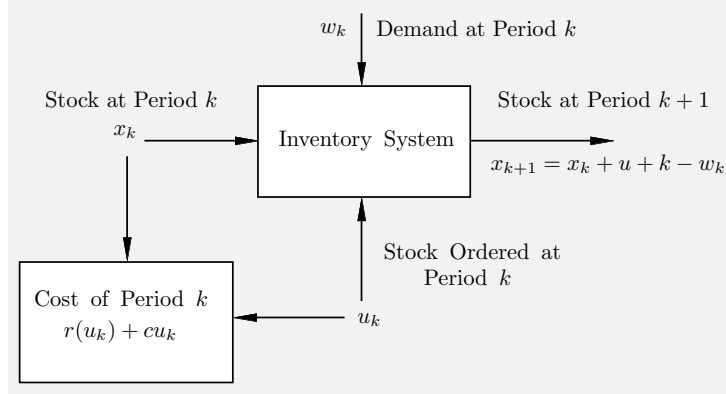 w_k Demand at Period k
Stock at Period k
x_k
Inventory System
Stock at Period k + 1
x_{k+1} = x_k + u + k − w_k
Stock Ordered at
Period k
u_k
Cost of Period k
r(u_k) + cu_k